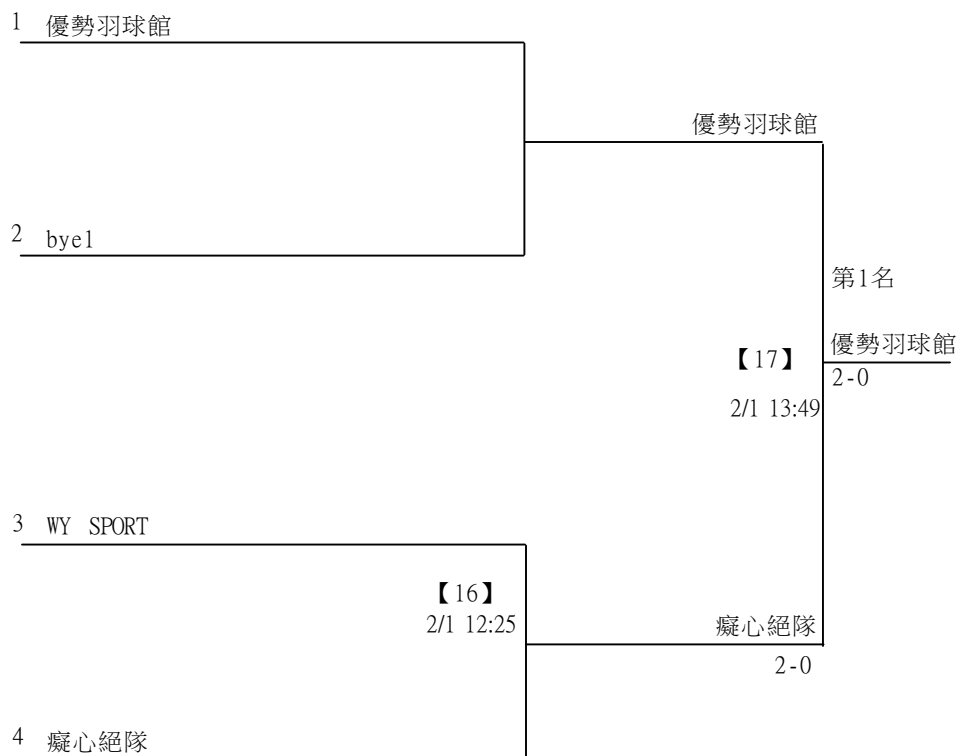 1 優勢羽球館
優勢羽球館
2 bye1
第1名
優勢羽球館
【17】
2-0
2/1 13:49
3 WY SPORT
【16】
2/1 12:25
癡心絕隊
2-0
4 癡心絕隊